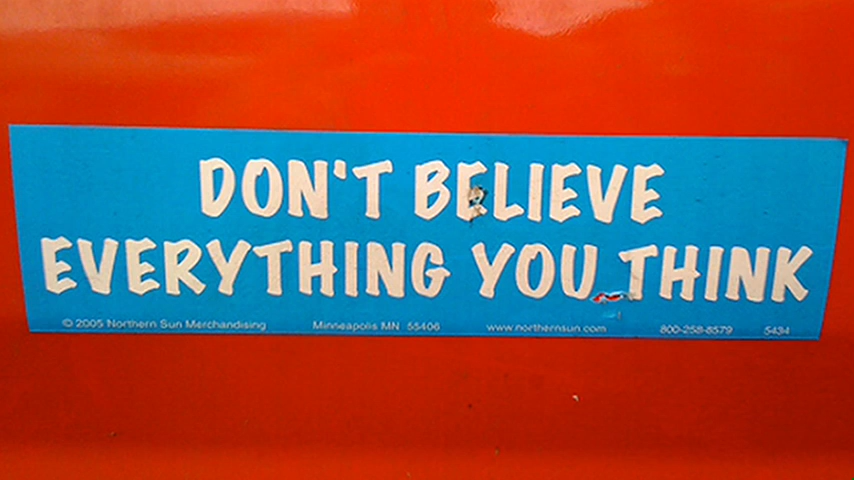 DON'T BELIEVE
EVERYTHING YOU THINK
© 2005 Northern Sun Merchandising Minneapolis MN 55406 www.northernsun.com 800-258-8579 5434